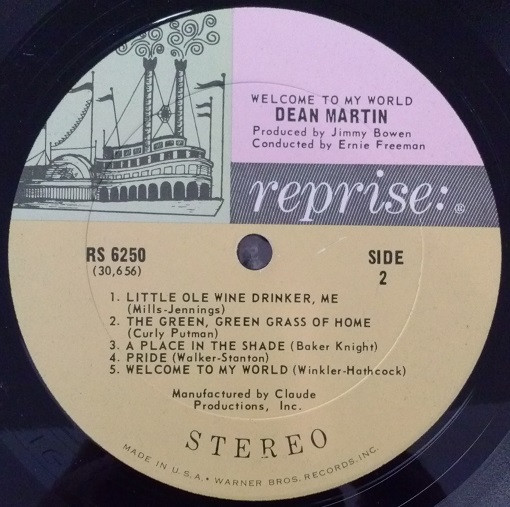 WELCOME TO MY WORLD
DEAN MARTIN
Produced by Jimmy Bowen
Conducted by Ernie Freeman
reprise: ®
RS 6250
(30,656)
SIDE
2
1. LITTLE OLE WINE DRINKER, ME
(Mills-Jennings)
2. THE GREEN, GREEN GRASS OF HOME
(Curly Putman)
3. A PLACE IN THE SHADE (Baker Knight)
4. PRIDE (Walker-Stanton)
5. WELCOME TO MY WORLD (Winkler-Hathcock)
Manufactured by Claude
Productions, Inc.
STEREO
MADE IN U.S.A. • WARNER BROS. RECORDS, INC.